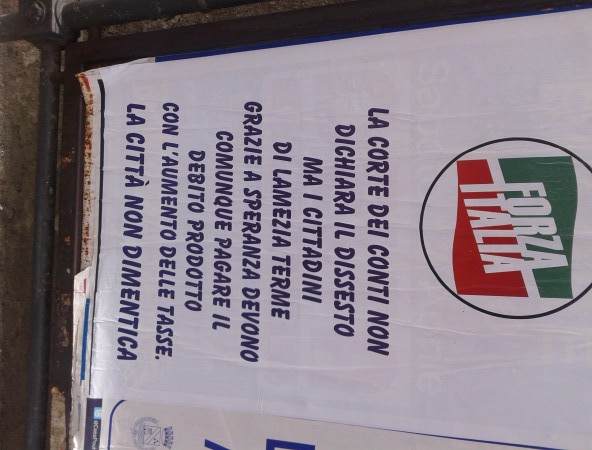 FORZA
ITALIA
LA CORTE DEI CONTI NON
DICHIARA IL DISSESTO
MA I CITTADINI
DI LAMEZIA TERME
GRAZIE A SPERANZA DEVONO
COMUNQUE PAGARE IL
DEBITO PRODOTTO
CON L'AUMENTO DELLE TASSE.
LA CITTÀ NON DIMENTICA